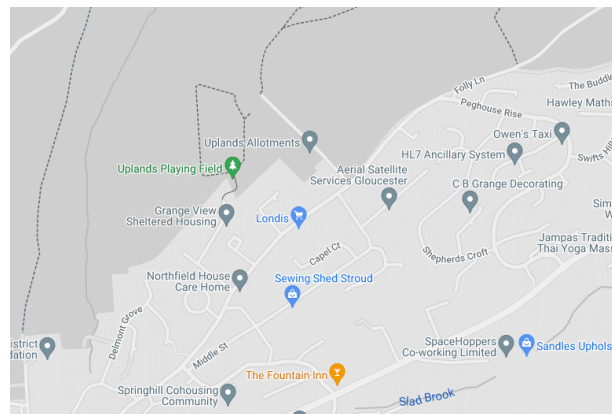 Folly Ln
The Buddin
Peghouse Rise
Hawley Maths
Owen's Taxi
Uplands Allotments
HL7 Ancillary System
Swifts Hill
Uplands Playing Field
Aerial Satellite
Services Gloucester
C B Grange Decorating
Grange View
Sheltered Housing
Londis
Sim
W
Jampas Traditi
Thai Yoga Mass
Capel Ct
Shepherds Croft
Northfield House
Care Home
Sewing Shed Stroud
Delmont Grove
Middle St
istrict
dation
SpaceHoppers
Co-working Limited
Sandles Uphols
The Fountain Inn
Springhill Cohousing
Community
Slad Brook